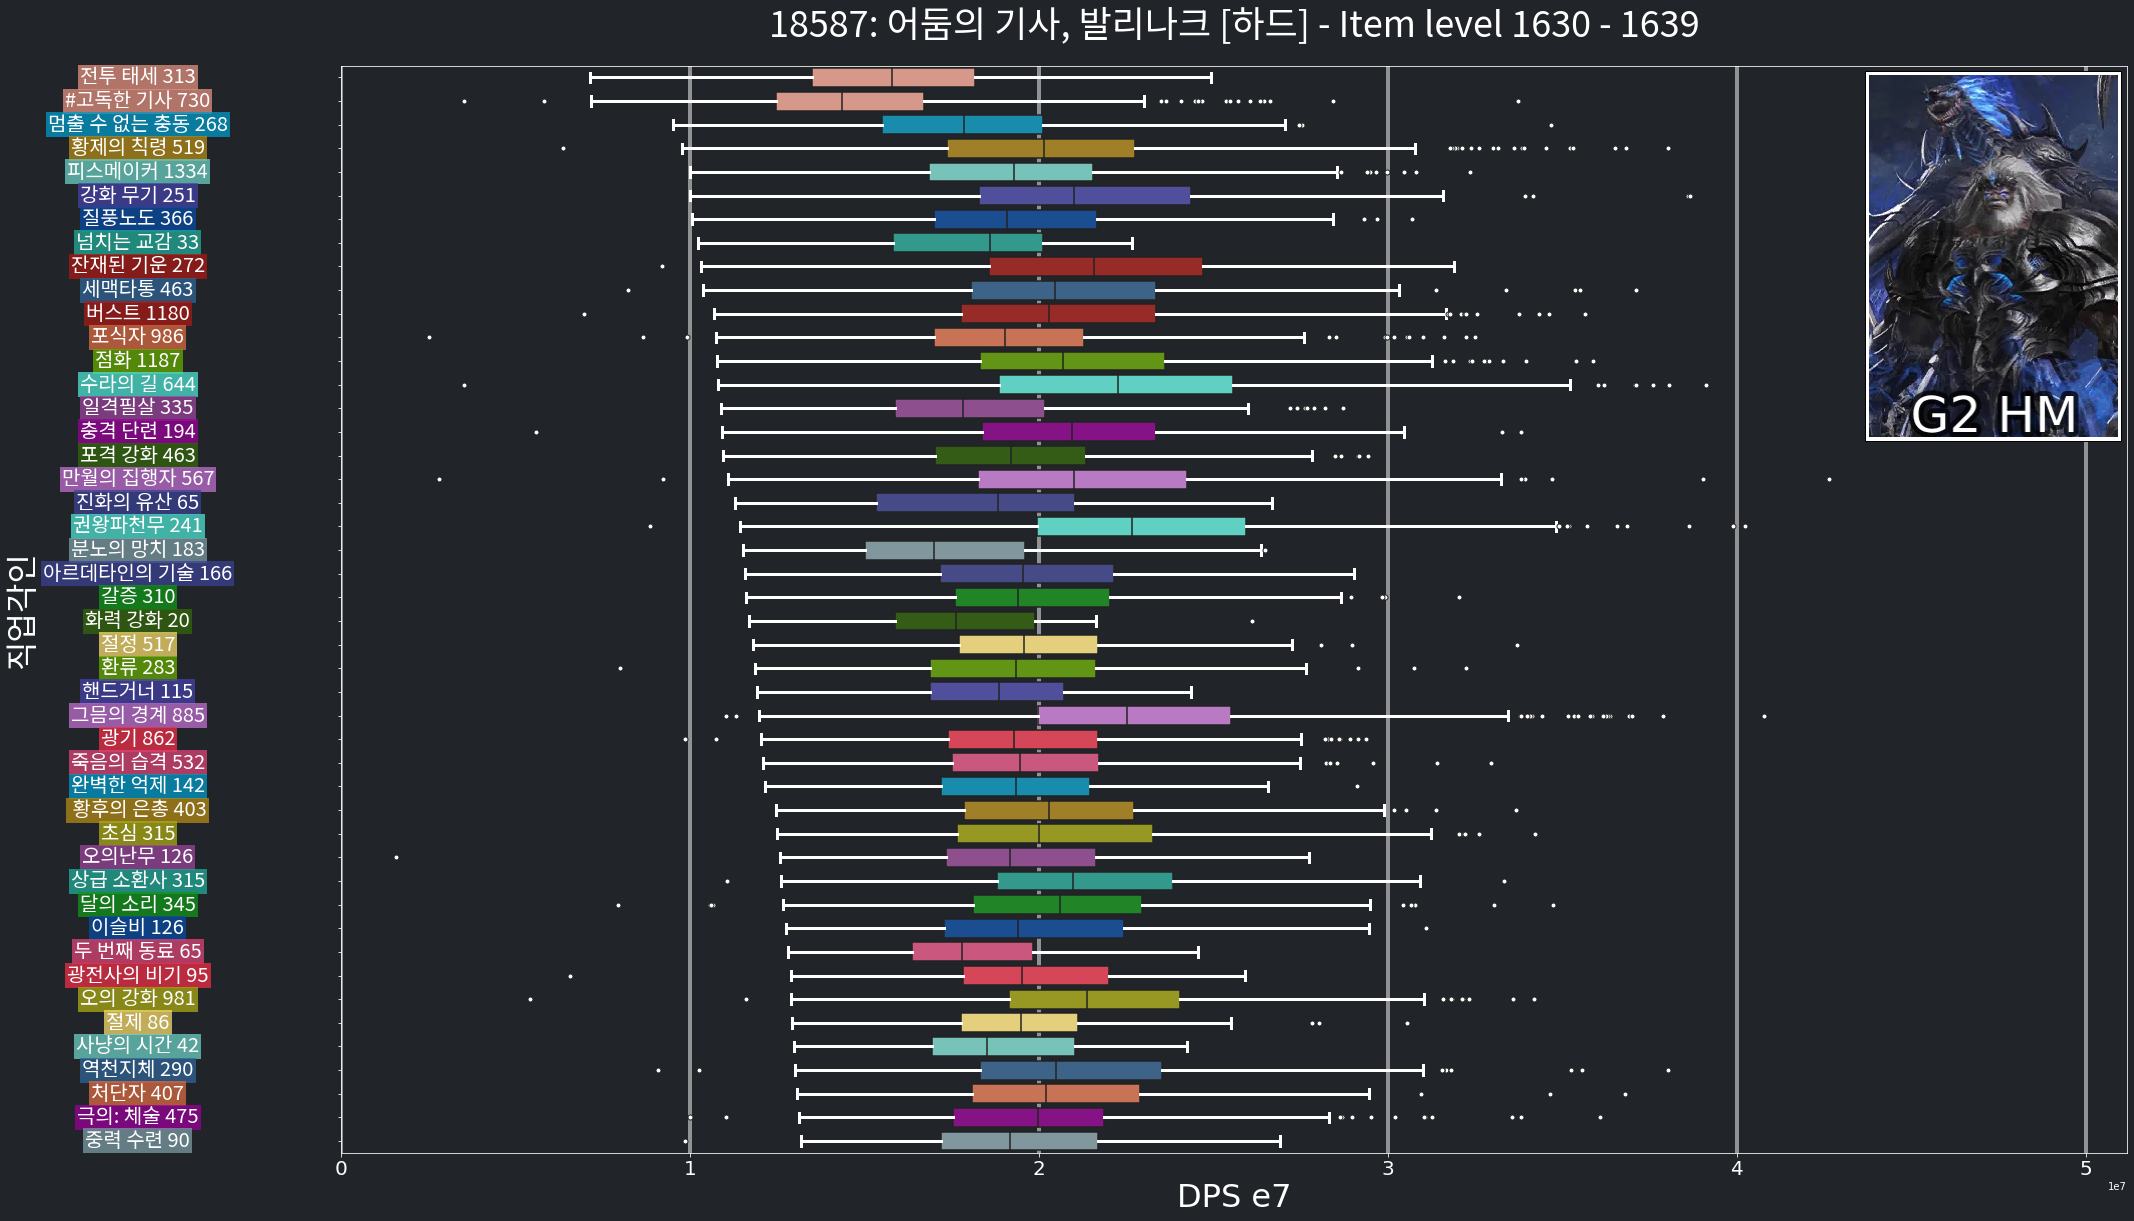 18587: 어둠의 기사, 발리나크 [하드] - Item level 1630 - 1639
전투 태세 313
#고독한 기사 730
멈출 수 없는 충동 268
황제의 칙령 519
피스메이커 1334
강화 무기 251
질풍노도 366
넘치는 교감 33
잔재된 기운 272
세맥타통 463
버스트 1180
포식자 986
점화 1187
수라의 길 644
일격필살 335
충격 단련 194
포격 강화 463
만월의 집행자 567
진화의 유산 65
권왕파천무 241
분노의 망치 183
아르데타인의 기술 166
갈증 310
화력 강화 20
절정 517
환류 283
핸드거너 115
그믐의 경계 885
광기 862
죽음의 습격 532
완벽한 억제 142
황후의 은총 403
초심 315
오의난무 126
상급 소환사 315
달의 소리 345
이슬비 126
두 번째 동료 65
광전사의 비기 95
오의 강화 981
절제 86
사냥의 시간 42
역천지체 290
처단자 407
극의: 체술 475
중력 수련 90
직업각인
G2 HM
0 1 2 3 4 5
1e7
DPS e7